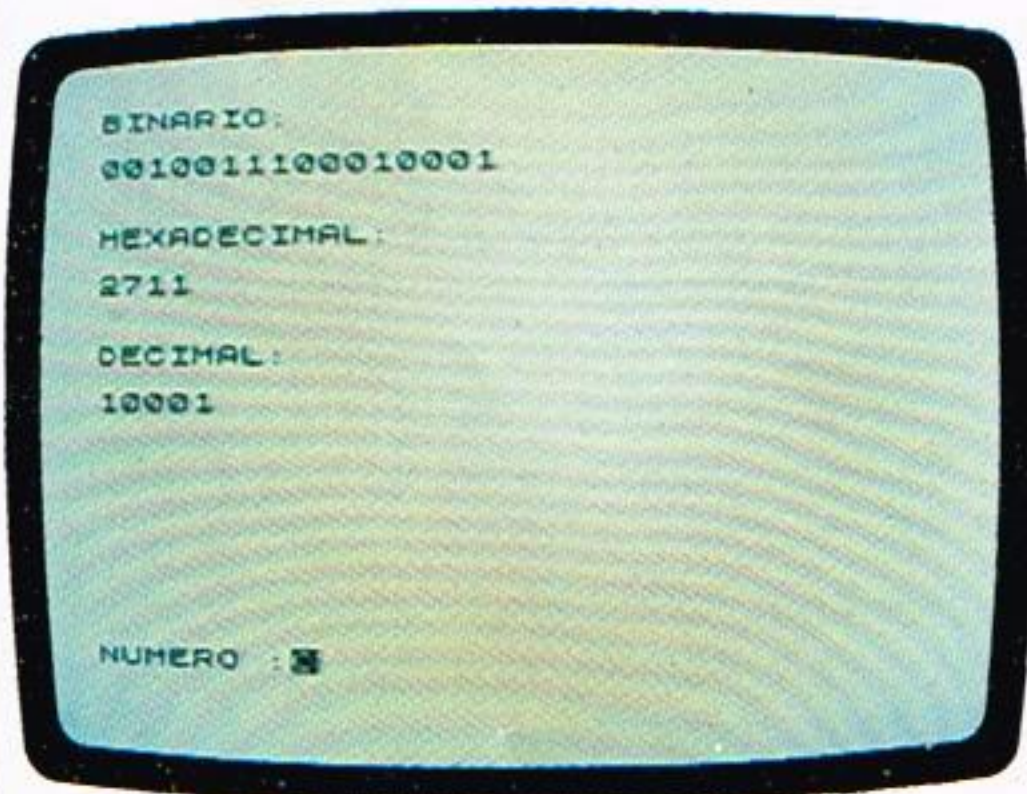 BINARIO:
0010011100010001
HEXADECIMAL:
2711
DECIMAL:
10001
NUMERO :